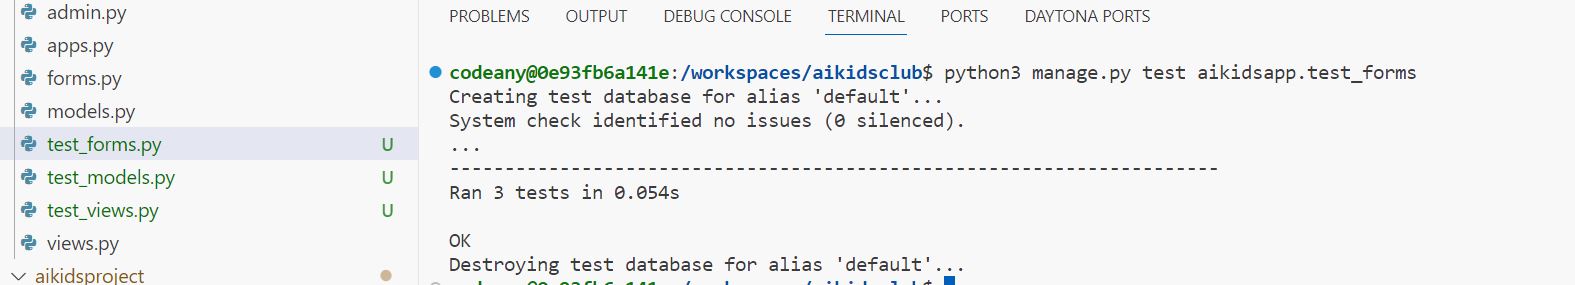 admin.py
apps.py
forms.py
models.py
test_forms.py U
test_models.py U
test_views.py U
views.py
aikidsproject
PROBLEMS OUTPUT DEBUG CONSOLE TERMINAL PORTS DAYTONA PORTS
codeany@0e93fb6a141e:/workspaces/aikidsclub$ python3 manage.py test aikidsapp.test_forms
Creating test database for alias 'default'...
System check identified no issues (0 silenced).
...
----------------------------------------------------------------------
Ran 3 tests in 0.054s
OK
Destroying test database for alias 'default'...